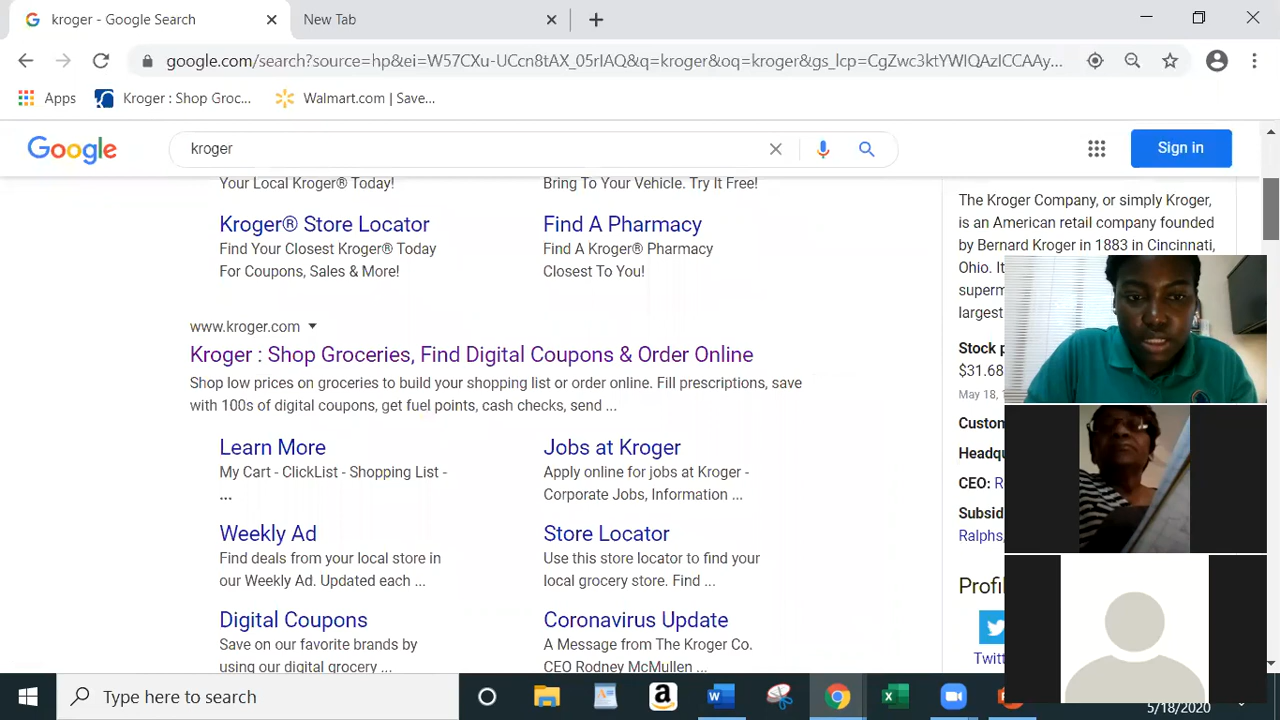 kroger - Google Search
New Tab
google.com/search?source=hp&ei=W57CXu-UCcn8tAX_05rIAQ&q=kroger&oq=kroger&gs_lcp=CgZwc3ktYWIQAzICCAAy...
Apps
Kroger : Shop Groc...
Walmart.com | Save...
Google
kroger
Sign in
Your Local Kroger® Today!
Bring To Your Vehicle. Try It Free!
Kroger® Store Locator
Find Your Closest Kroger® Today
For Coupons, Sales & More!
Find A Pharmacy
Find A Kroger® Pharmacy
Closest To You!
www.kroger.com
Kroger : Shop Groceries, Find Digital Coupons & Order Online
Shop low prices on groceries to build your shopping list or order online. Fill prescriptions, save
with 100s of digital coupons, get fuel points, cash checks, send ...
Learn More
My Cart - ClickList - Shopping List -
...
Jobs at Kroger
Apply online for jobs at Kroger -
Corporate Jobs, Information ...
Weekly Ad
Find deals from your local store in
our Weekly Ad. Updated each ...
Store Locator
Use this store locator to find your
local grocery store. Find ...
Digital Coupons
Save on our favorite brands by
using our digital grocery ...
Coronavirus Update
A Message from The Kroger Co.
CEO Rodney McMullen ...
The Kroger Company, or simply Kroger,
is an American retail company founded
by Bernard Kroger in 1883 in Cincinnati,
Ohio. It
superm
largest
Stock p
$31.68
May 18,
Custom
Headqu
CEO: R
Subsid
Ralphs,
Profil
Twitt
Type here to search
5/18/2020